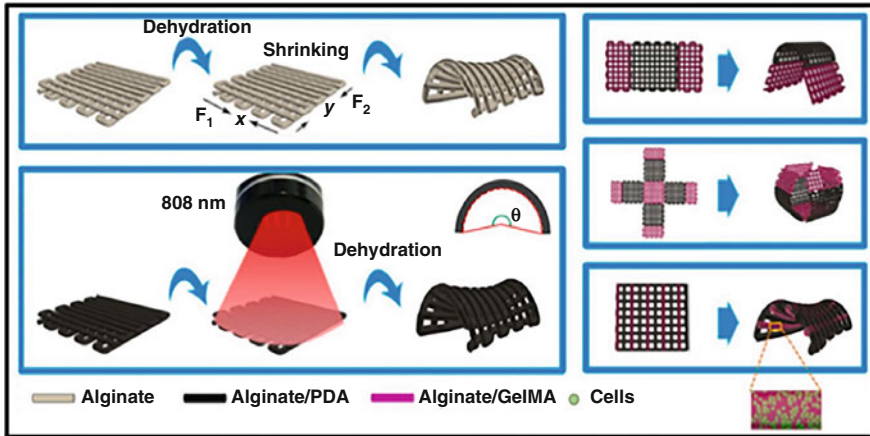 Dehydration
Shrinking
F1
x
y
F2
808 nm
θ
Dehydration
Alginate
Alginate/PDA
Alginate/GelMA
Cells